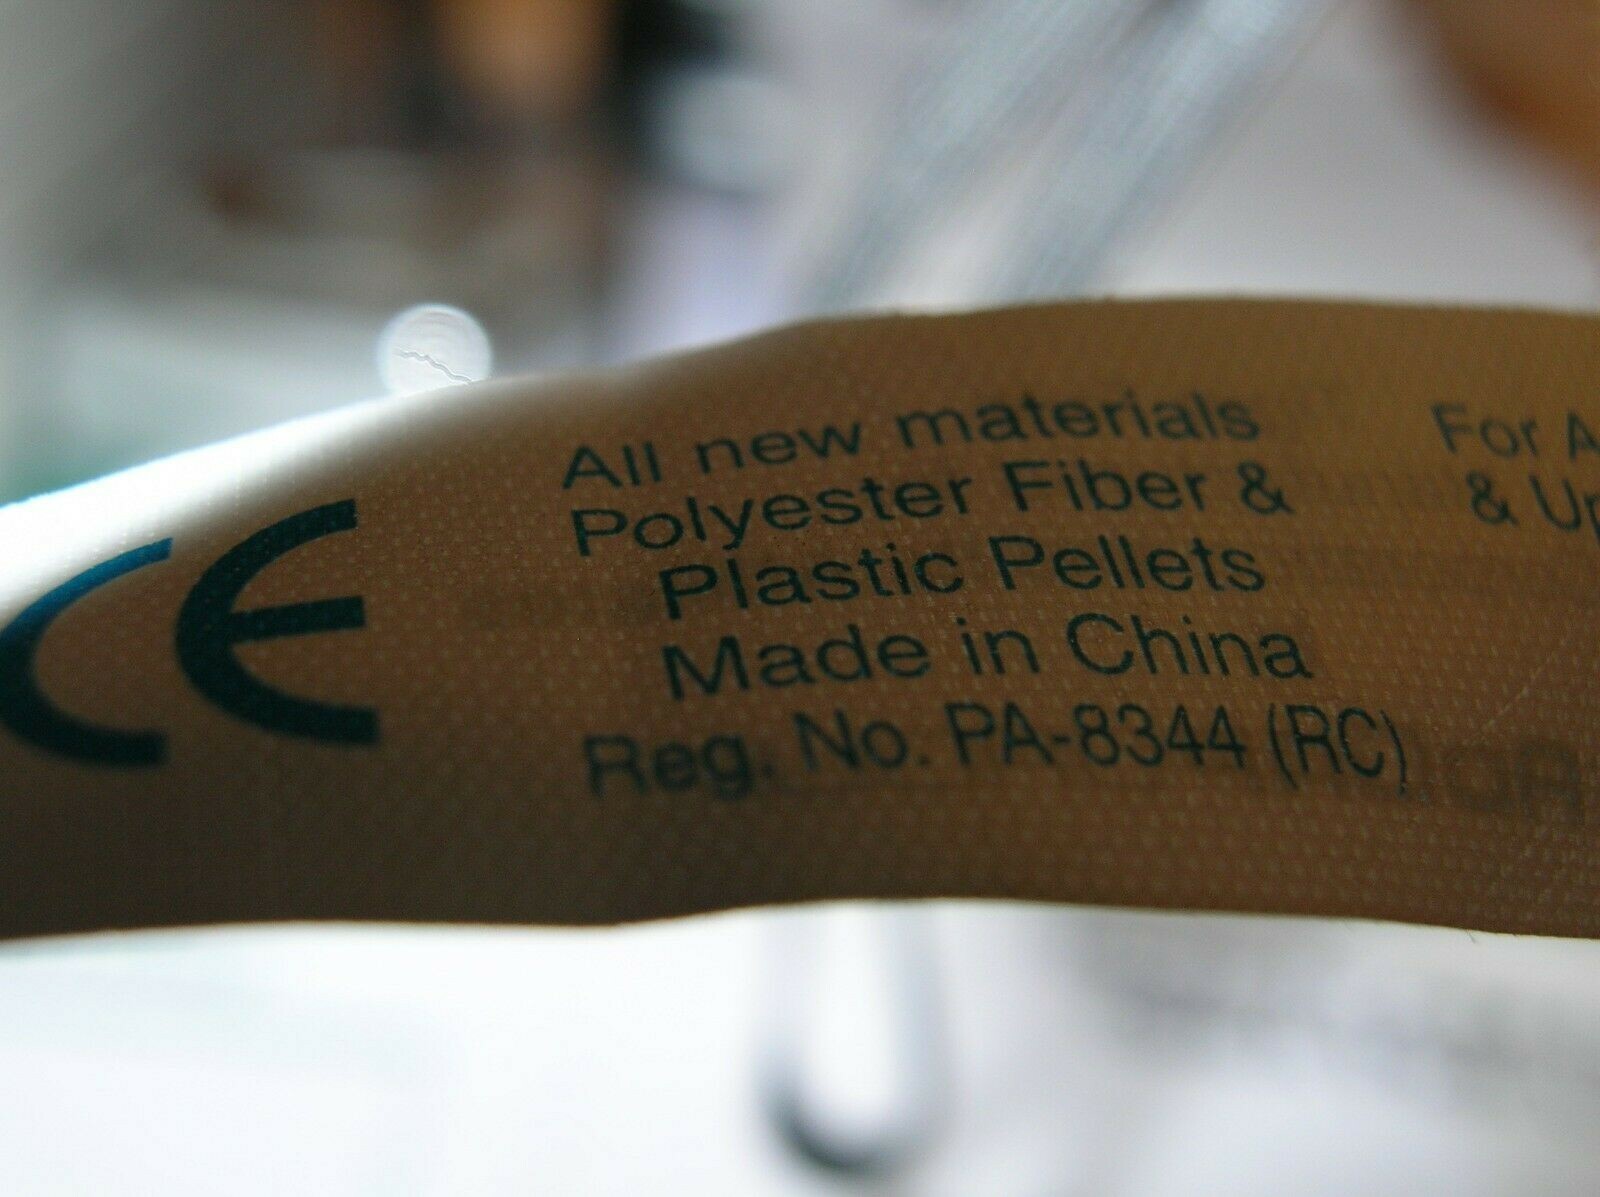 CE
All new materials
Polyester Fiber &
Plastic Pellets
Made in China
Reg. No. PA-8344 (RC)
For A
& Up